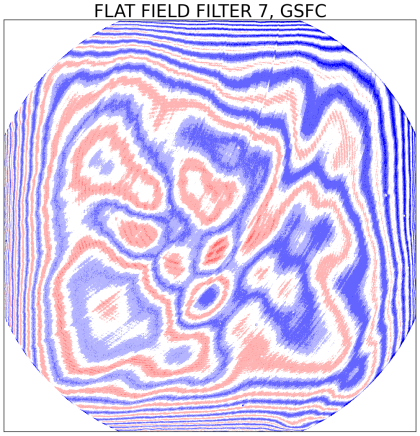 FLAT FIELD FILTER 7, GSFC